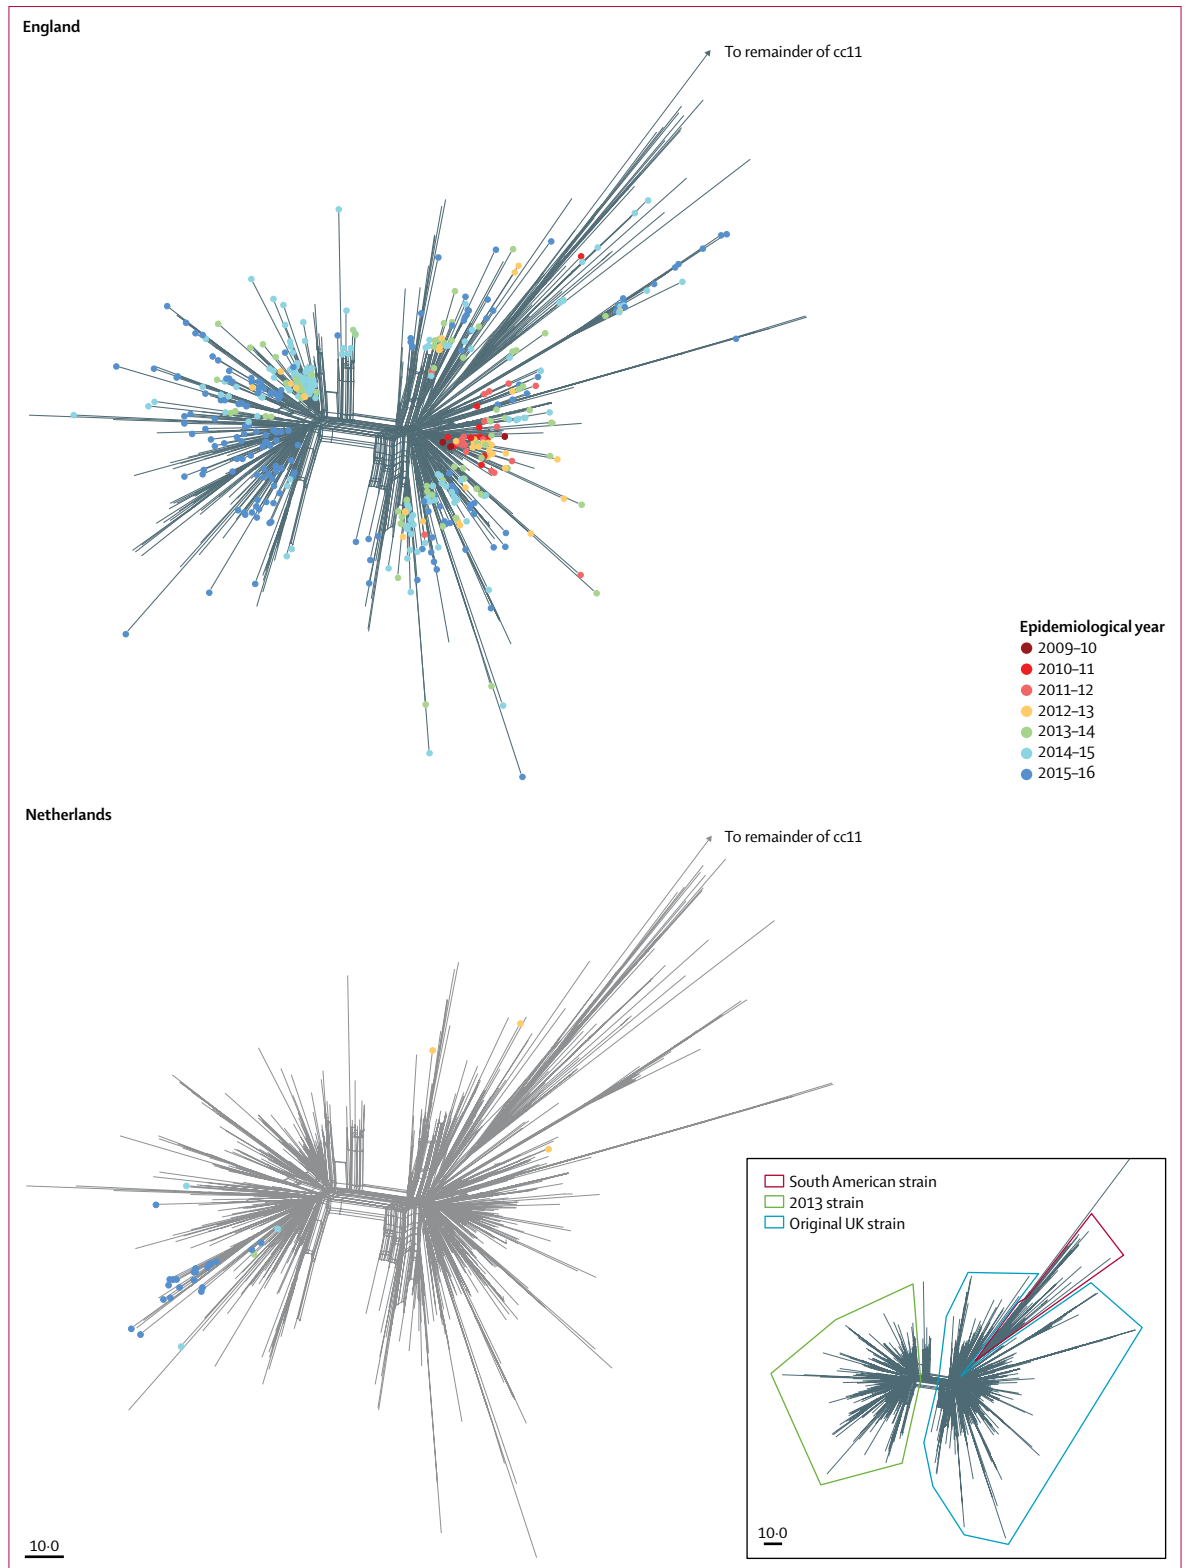 England
To remainder of cc11
Epidemiological year
2009–10
2010–11
2011–12
2012–13
2013–14
2014–15
2015–16
Netherlands
To remainder of cc11
South American strain
2013 strain
Original UK strain
10·0
10·0